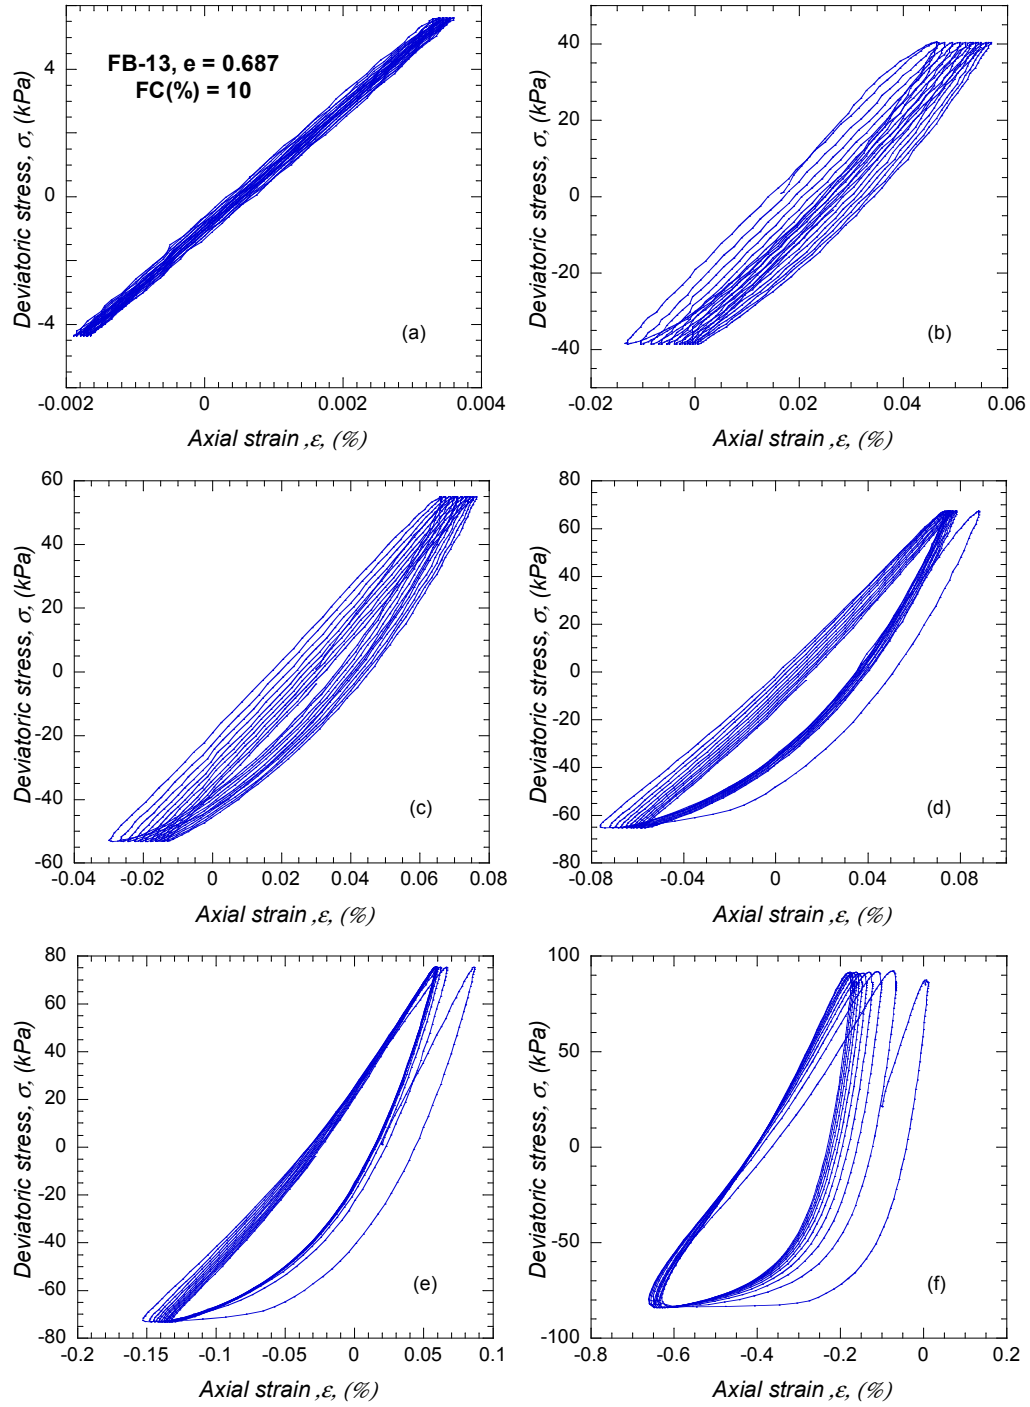 FB-13, e = 0.687
FC(%) = 10
4
0
-4
Deviatoric stress, σ, (kPa)
-0.002 0 0.002 0.004
Axial strain ,ε, (%)
(a)
40
20
0
-20
-40
Deviatoric stress, σ, (kPa)
-0.02 0 0.02 0.04 0.06
Axial strain ,ε, (%)
(b)
60
40
20
0
-20
-40
-60
Deviatoric stress, σ, (kPa)
-0.04 -0.02 0 0.02 0.04 0.06 0.08
Axial strain ,ε, (%)
(c)
80
60
40
20
0
-20
-40
-60
-80
Deviatoric stress, σ, (kPa)
-0.08 -0.04 0 0.04 0.08
Axial strain ,ε, (%)
(d)
80
60
40
20
0
-20
-40
-60
-80
Deviatoric stress, σ, (kPa)
-0.2 -0.15 -0.1 -0.05 0 0.05 0.1
Axial strain ,ε, (%)
(e)
100
50
0
-50
-100
Deviatoric stress, σ, (kPa)
-0.8 -0.6 -0.4 -0.2 0 0.2
Axial strain ,ε, (%)
(f)